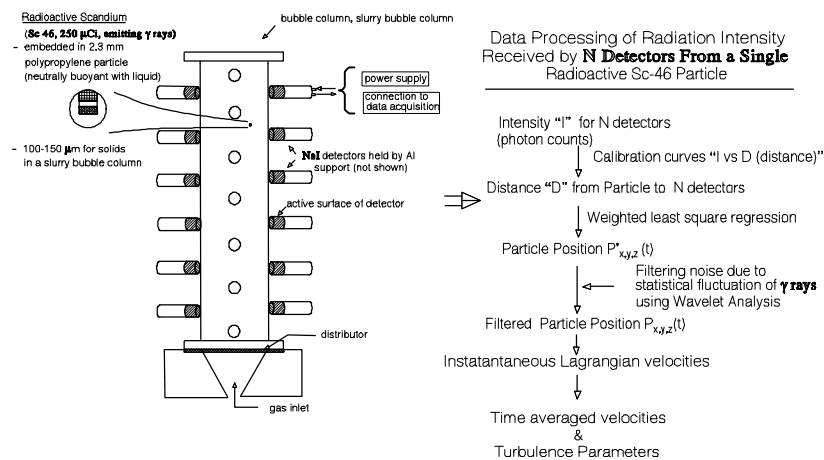 Radioactive Scandium
(Sc 46, 250 μCi, emitting γ rays)
- embedded in 2.3 mm
polypropylene particle
(neutrally buoyant with liquid)
- 100-150 μm for solids
in a slurry bubble column
bubble column, slurry bubble column
power supply
connection to
data acquisition
NaI detectors held by Al
support (not shown)
active surface of detector
distributor
gas inlet
Data Processing of Radiation Intensity
Received by N Detectors From a Single
Radioactive Sc-46 Particle
Intensity "I" for N detectors
(photon counts)
Calibration curves "I vs D (distance)"
Distance "D" from Particle to N detectors
Weighted least square regression
Particle Position P*x,y,z (t)
Filtering noise due to
statistical fluctuation of γ rays
using Wavelet Analysis
Filtered Particle Position Px,y,z(t)
Instatantaneous Lagrangian velocities
Time averaged velocities
&
Turbulence Parameters